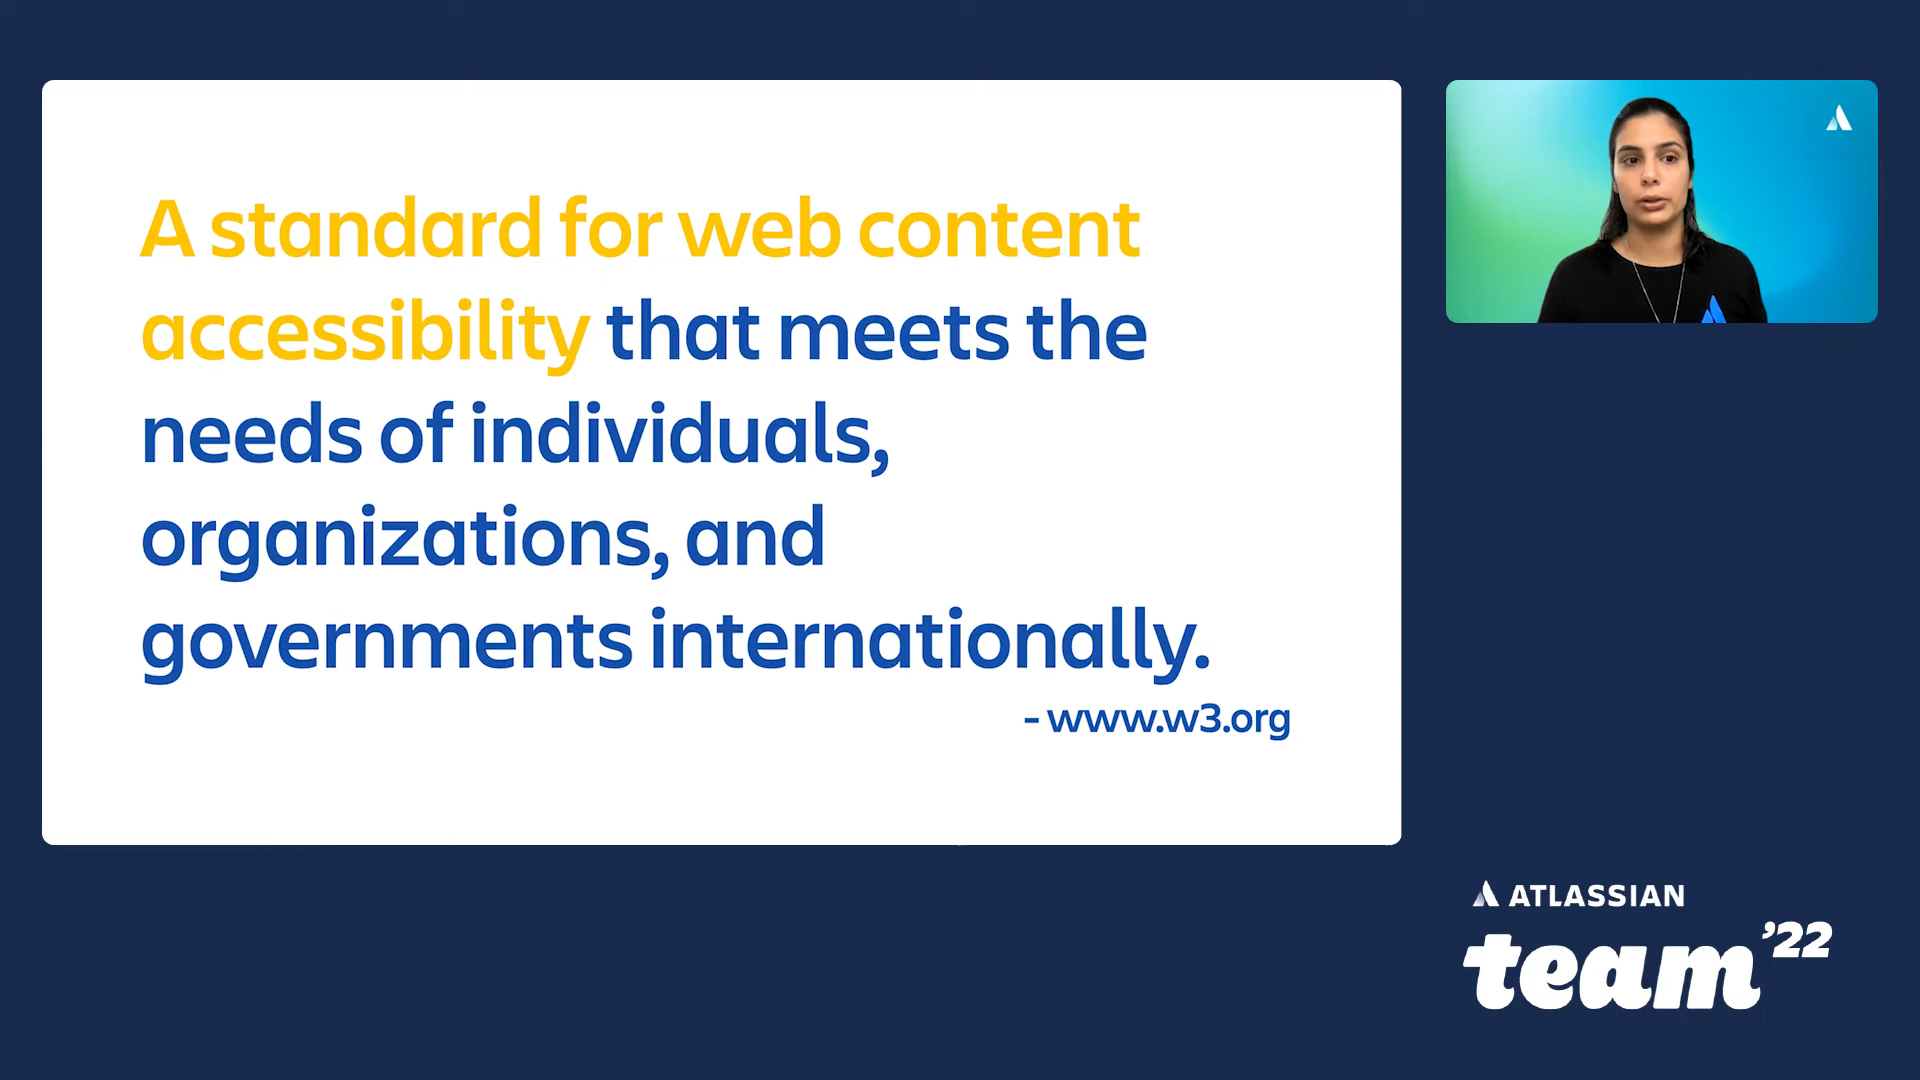 A standard for web content
accessibility that meets the
needs of individuals,
organizations, and
governments internationally.
- www.w3.org
ATLASSIAN
team '22